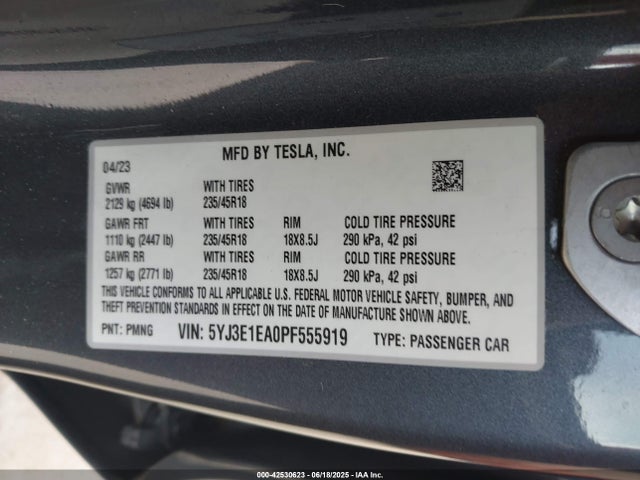 MFD BY TESLA, INC.
04/23
GVWR WITH TIRES
2129 kg (4694 lb) 235/45R18
GAWR FRT WITH TIRES RIM COLD TIRE PRESSURE
1110 kg (2447 lb) 235/45R18 18X8.5J 290 kPa, 42 psi
GAWR RR WITH TIRES RIM COLD TIRE PRESSURE
1257 kg (2771 lb) 235/45R18 18X8.5J 290 kPa, 42 psi
THIS VEHICLE CONFORMS TO ALL APPLICABLE U.S. FEDERAL MOTOR VEHICLE SAFETY, BUMPER, AND
THEFT PREVENTION STANDARDS IN EFFECT ON THE DATE OF MANUFACTURE SHOWN ABOVE.
PNT: PMNG VIN: 5YJ3E1EA0PF555919 TYPE: PASSENGER CAR
000-42530623 - 06/18/2025 - IAA Inc.